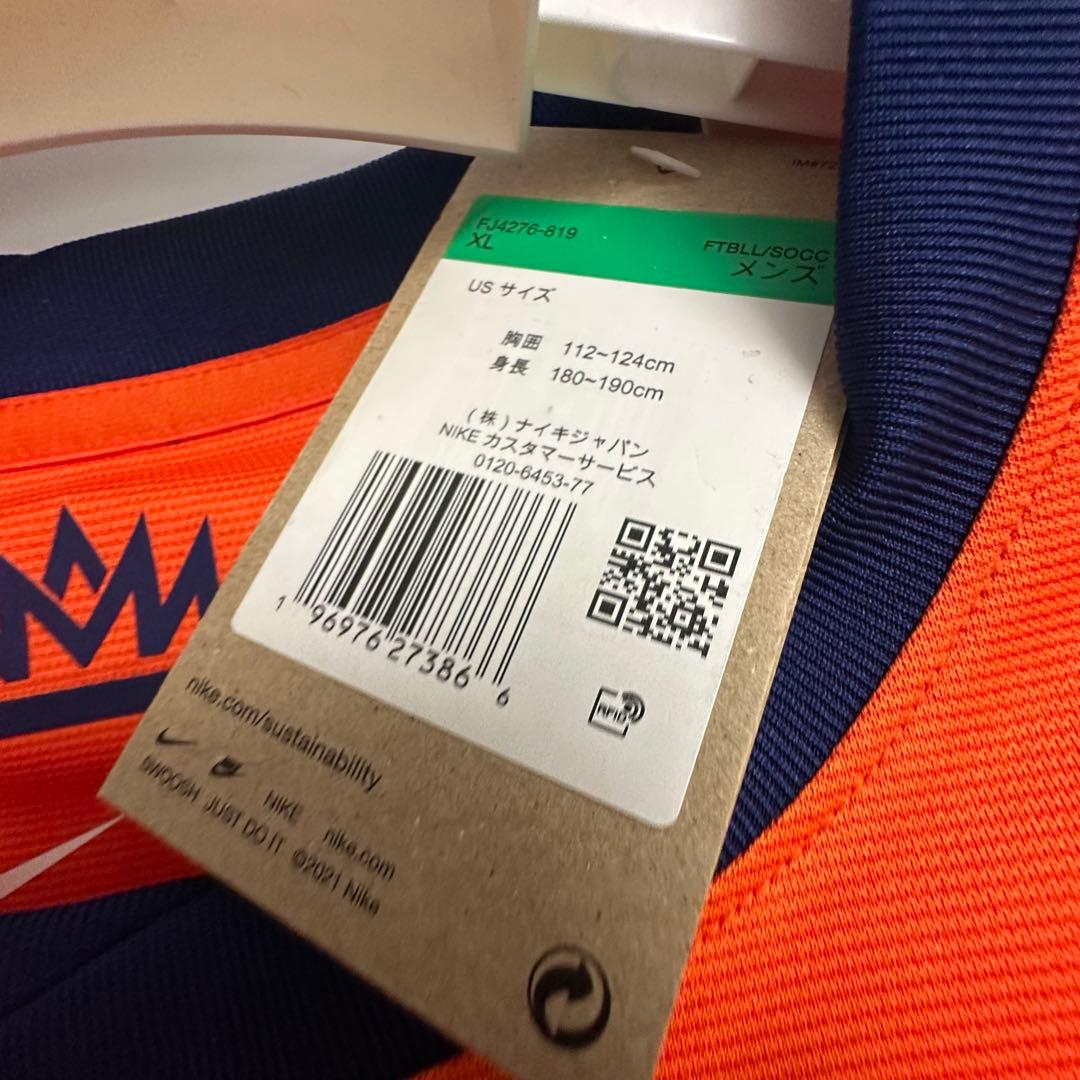 IM#72
FJ4276-819
XL
FTBLL/SOCC
メンズ
US サイズ
胸囲 112~124cm
身長 180~190cm
(株)ナイキジャパン
NIKE カスタマーサービス
0120-6453-77
1 96976 27386 6
RFID
nike.com/sustainability
NIKE nike.com
SWOOSH JUST DO IT ©2021 Nike